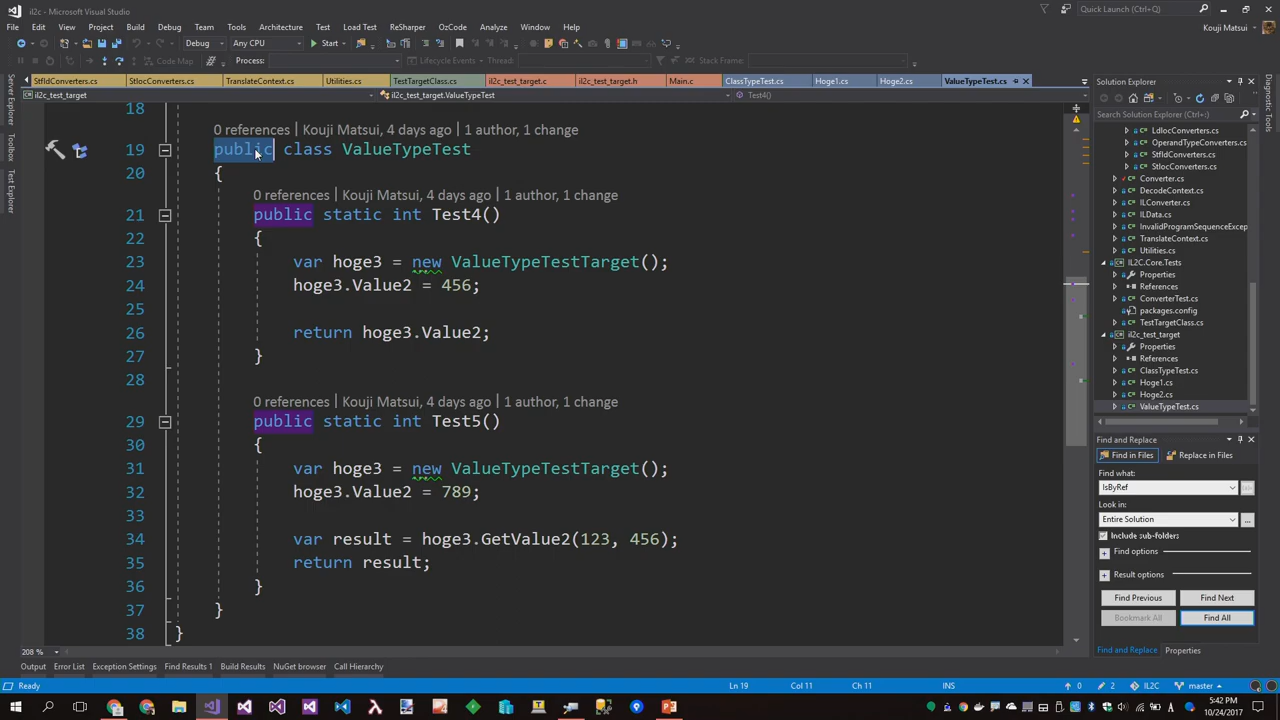 il2c - Microsoft Visual Studio
Quick Launch (Ctrl+Q)
File Edit View Project Build Debug Team Tools Architecture Test ReSharper OzCode Analyze Window Help
Kouji Matsui
Debug Any CPU Start
Code Map Process: Lifecycle Events Thread: Stack Frame:
StfldConverters.cs StlocConverters.cs TranslateContext.cs Utilities.cs TestTargetClass.cs il2c_test_target.c il2c_test_target.h Main.c ClassTypeTest.cs Hoge1.cs Hoge2.cs ValueTypeTest.cs
il2c_test_target il2c_test_target.ValueTypeTest Test4()
Server Explorer
Toolbox
Test Explorer
18
0 references | Kouji Matsui, 4 days ago | 1 author, 1 change
19 public class ValueTypeTest
20 {
0 references | Kouji Matsui, 4 days ago | 1 author, 1 change
21 public static int Test4()
22 {
23 var hoge3 = new ValueTypeTestTarget();
24 hoge3.Value2 = 456;
25
26 return hoge3.Value2;
27 }
28
0 references | Kouji Matsui, 4 days ago | 1 author, 1 change
29 public static int Test5()
30 {
31 var hoge3 = new ValueTypeTestTarget();
32 hoge3.Value2 = 789;
33
34 var result = hoge3.GetValue2(123, 456);
35 return result;
36 }
37 }
38 }
208 %
Solution Explorer
Search Solution Explorer (Ctrl+;)
LdlocConverters.cs
OperandTypeConverters.cs
StfldConverters.cs
StlocConverters.cs
Converter.cs
DecodeContext.cs
ILConverter.cs
ILData.cs
InvalidProgramSequenceExcep
TranslateContext.cs
Utilities.cs
IL2C.Core.Tests
Properties
References
ConverterTest.cs
packages.config
TestTargetClass.cs
il2c_test_target
Properties
References
ClassTypeTest.cs
Hoge1.cs
Hoge2.cs
ValueTypeTest.cs
Find and Replace
Find in Files Replace in Files
Find what:
IsByRef
Look in:
Entire Solution
...
Include sub-folders
Find options
Result options
Find Previous Find Next
Bookmark All Find All
Find and Replace Properties
Diagnostic Tools
Output Error List Exception Settings Find Results 1 Build Results NuGet browser Call Hierarchy
Ready Ln 19 Col 11 Ch 11 INS 0 2 IL2C master
5:42 PM
10/24/2017